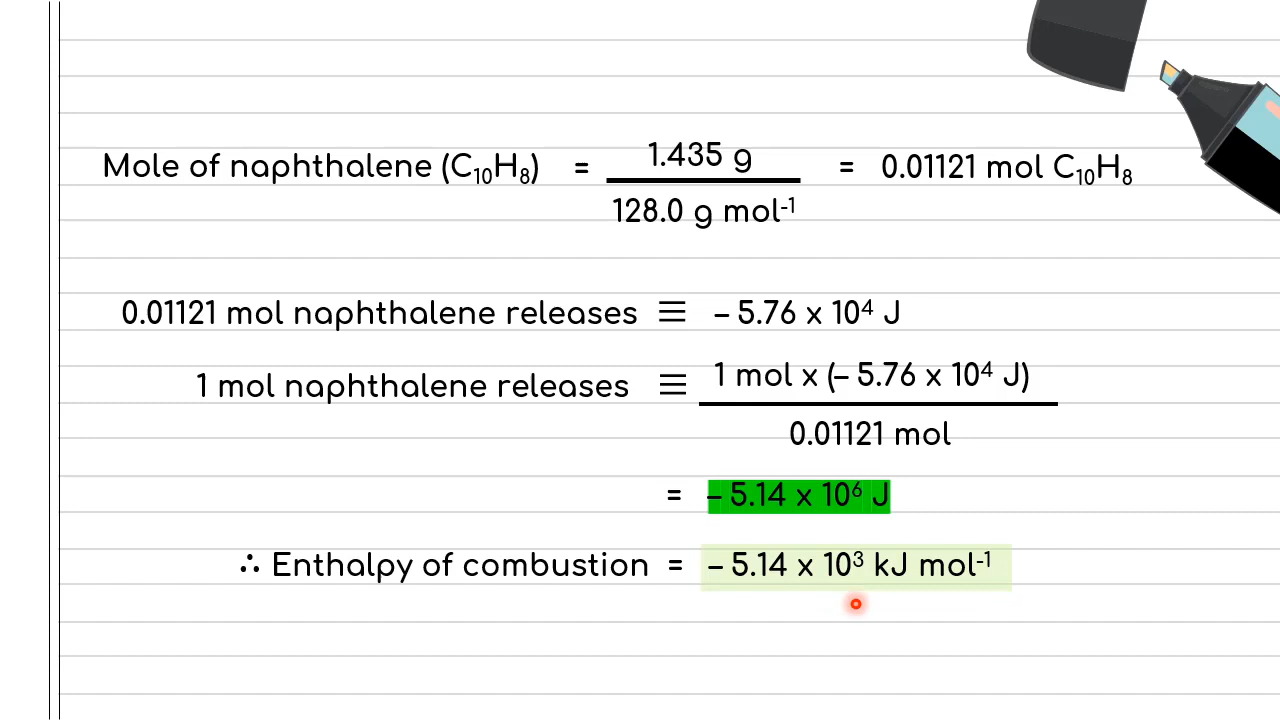 Mole of naphthalene (C₁₀H₈) = 1.435 g / 128.0 g mol⁻¹ = 0.01121 mol C₁₀H₈
0.01121 mol naphthalene releases ≡ – 5.76 x 10⁴ J
1 mol naphthalene releases ≡ 1 mol x (– 5.76 x 10⁴ J) / 0.01121 mol
= – 5.14 x 10⁶ J
∴ Enthalpy of combustion = – 5.14 x 10³ kJ mol⁻¹